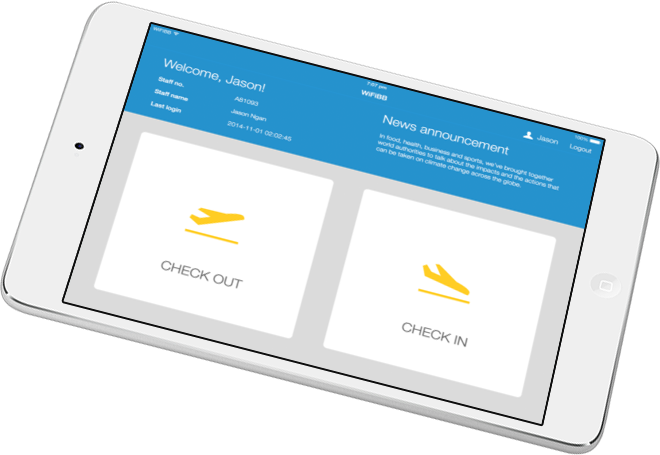 WiFiBB
7:57 pm
100%
WiFiBB
Welcome, Jason!
Staff no. A81093
Staff name Jason Ngan
Last login 2014-11-01 02:02:45
Jason
Logout
News announcement
In food, health, business and sports, we've brought together
world authorities to talk about the impacts and the actions that
can be taken on climate change across the globe.
CHECK OUT
CHECK IN